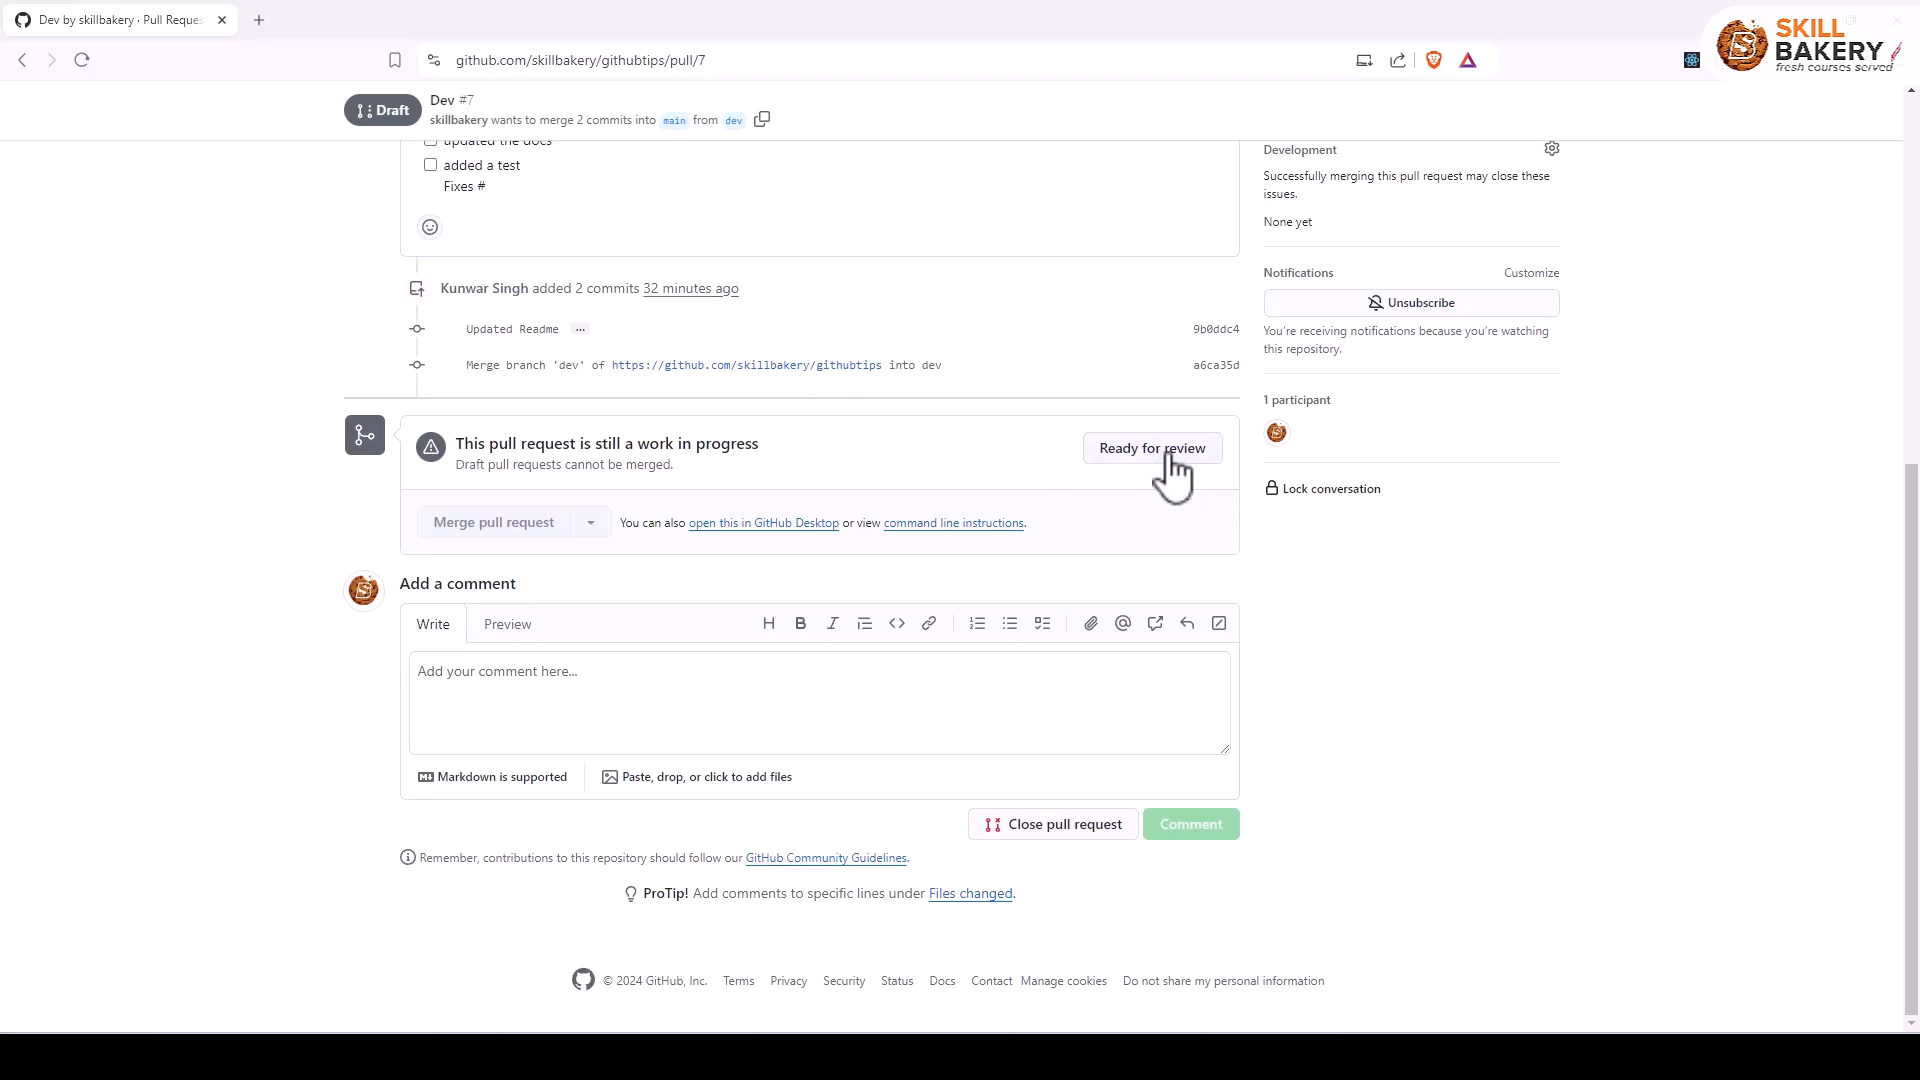 Dev by skillbakery · Pull Reques
github.com/skillbakery/githubtips/pull/7
SKILL
BAKERY
fresh courses served
Draft
Dev #7
skillbakery wants to merge 2 commits into main from dev
updated the docs
added a test
Fixes #
Development
Successfully merging this pull request may close these
issues.
None yet
Notifications
Customize
Unsubscribe
You're receiving notifications because you're watching
this repository.
1 participant
Lock conversation
Kunwar Singh added 2 commits 32 minutes ago
Updated Readme ...
9b0ddc4
Merge branch 'dev' of https://github.com/skillbakery/githubtips into dev
a6ca35d
This pull request is still a work in progress
Draft pull requests cannot be merged.
Ready for review
Merge pull request
You can also open this in GitHub Desktop or view command line instructions.
Add a comment
Write
Preview
Add your comment here...
Markdown is supported
Paste, drop, or click to add files
Close pull request
Comment
Remember, contributions to this repository should follow our GitHub Community Guidelines.
ProTip! Add comments to specific lines under Files changed.
© 2024 GitHub, Inc.
Terms
Privacy
Security
Status
Docs
Contact
Manage cookies
Do not share my personal information